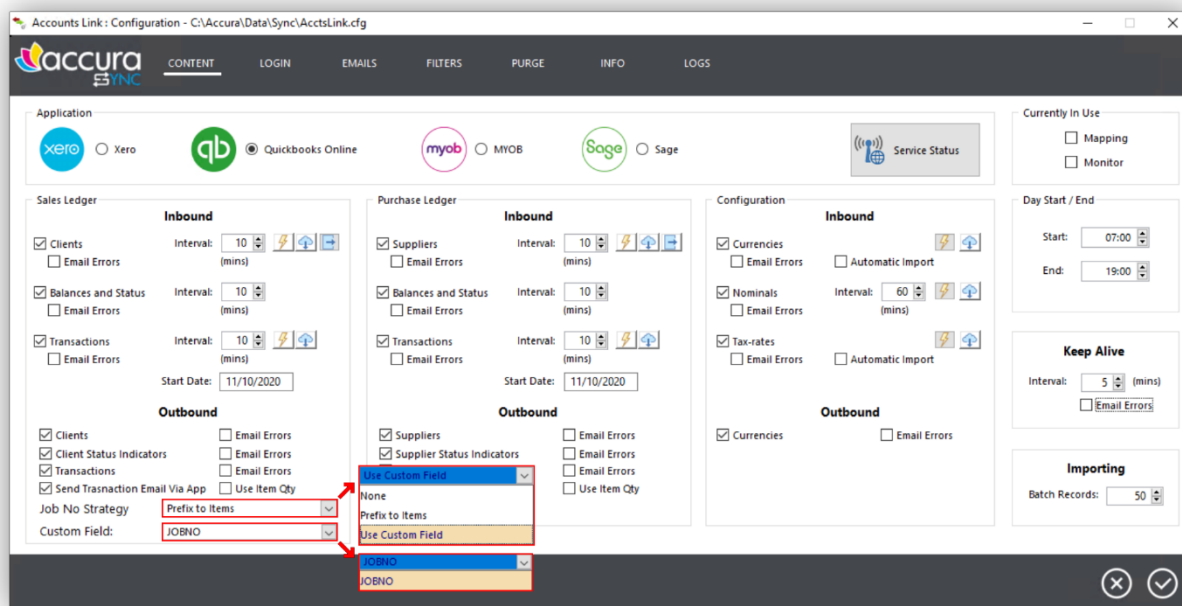 Accounts Link : Configuration - C:\Accura\Data\Sync\AcctsLink.cfg
accura
SYNC
CONTENT LOGIN EMAILS FILTERS PURGE INFO LOGS
Application
xero Xero qb Quickbooks Online myob MYOB Sage Sage Service Status
Currently In Use
Mapping
Monitor
Sales Ledger
Inbound
Clients Interval: 10
Email Errors (mins)
Balances and Status Interval: 10
Email Errors (mins)
Transactions Interval: 10
Email Errors (mins)
Start Date: 11/10/2020
Outbound
Clients Email Errors
Client Status Indicators Email Errors
Transactions Email Errors
Send Trasnaction Email Via App Use Item Qty
Job No Strategy Prefix to Items
Custom Field: JOBNO
Purchase Ledger
Inbound
Suppliers Interval: 10
Email Errors (mins)
Balances and Status Interval: 10
Email Errors (mins)
Transactions Interval: 10
Email Errors (mins)
Start Date: 11/10/2020
Outbound
Suppliers Email Errors
Supplier Status Indicators Email Errors
Email Errors
Use Item Qty
Use Custom Field
None
Prefix to Items
Use Custom Field
JOBNO
JOBNO
Configuration
Inbound
Currencies
Email Errors Automatic Import
Nominals Interval: 60
Email Errors (mins)
Tax-rates
Email Errors Automatic Import
Outbound
Currencies Email Errors
Day Start / End
Start: 07:00
End: 19:00
Keep Alive
Interval: 5 (mins)
Email Errors
Importing
Batch Records: 50